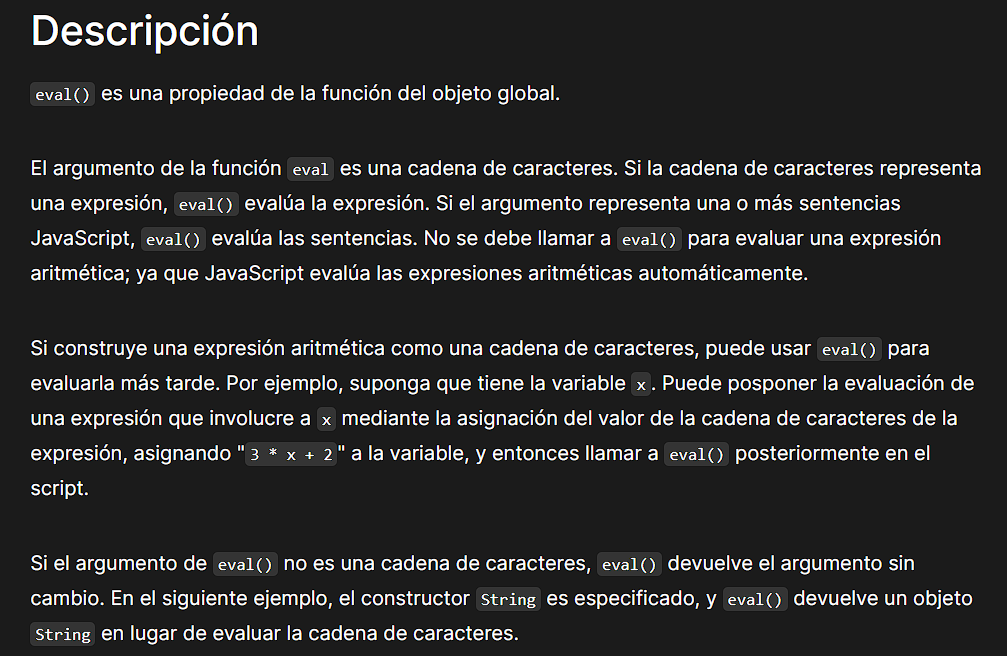 Descripción
eval() es una propiedad de la función del objeto global.
El argumento de la función eval es una cadena de caracteres. Si la cadena de caracteres representa
una expresión, eval() evalúa la expresión. Si el argumento representa una o más sentencias
JavaScript, eval() evalúa las sentencias. No se debe llamar a eval() para evaluar una expresión
aritmética; ya que JavaScript evalúa las expresiones aritméticas automáticamente.
Si construye una expresión aritmética como una cadena de caracteres, puede usar eval() para
evaluarla más tarde. Por ejemplo, suponga que tiene la variable x. Puede posponer la evaluación de
una expresión que involucre a x mediante la asignación del valor de la cadena de caracteres de la
expresión, asignando "3 * x + 2" a la variable, y entonces llamar a eval() posteriormente en el
script.
Si el argumento de eval() no es una cadena de caracteres, eval() devuelve el argumento sin
cambio. En el siguiente ejemplo, el constructor String es especificado, y eval() devuelve un objeto
String en lugar de evaluar la cadena de caracteres.